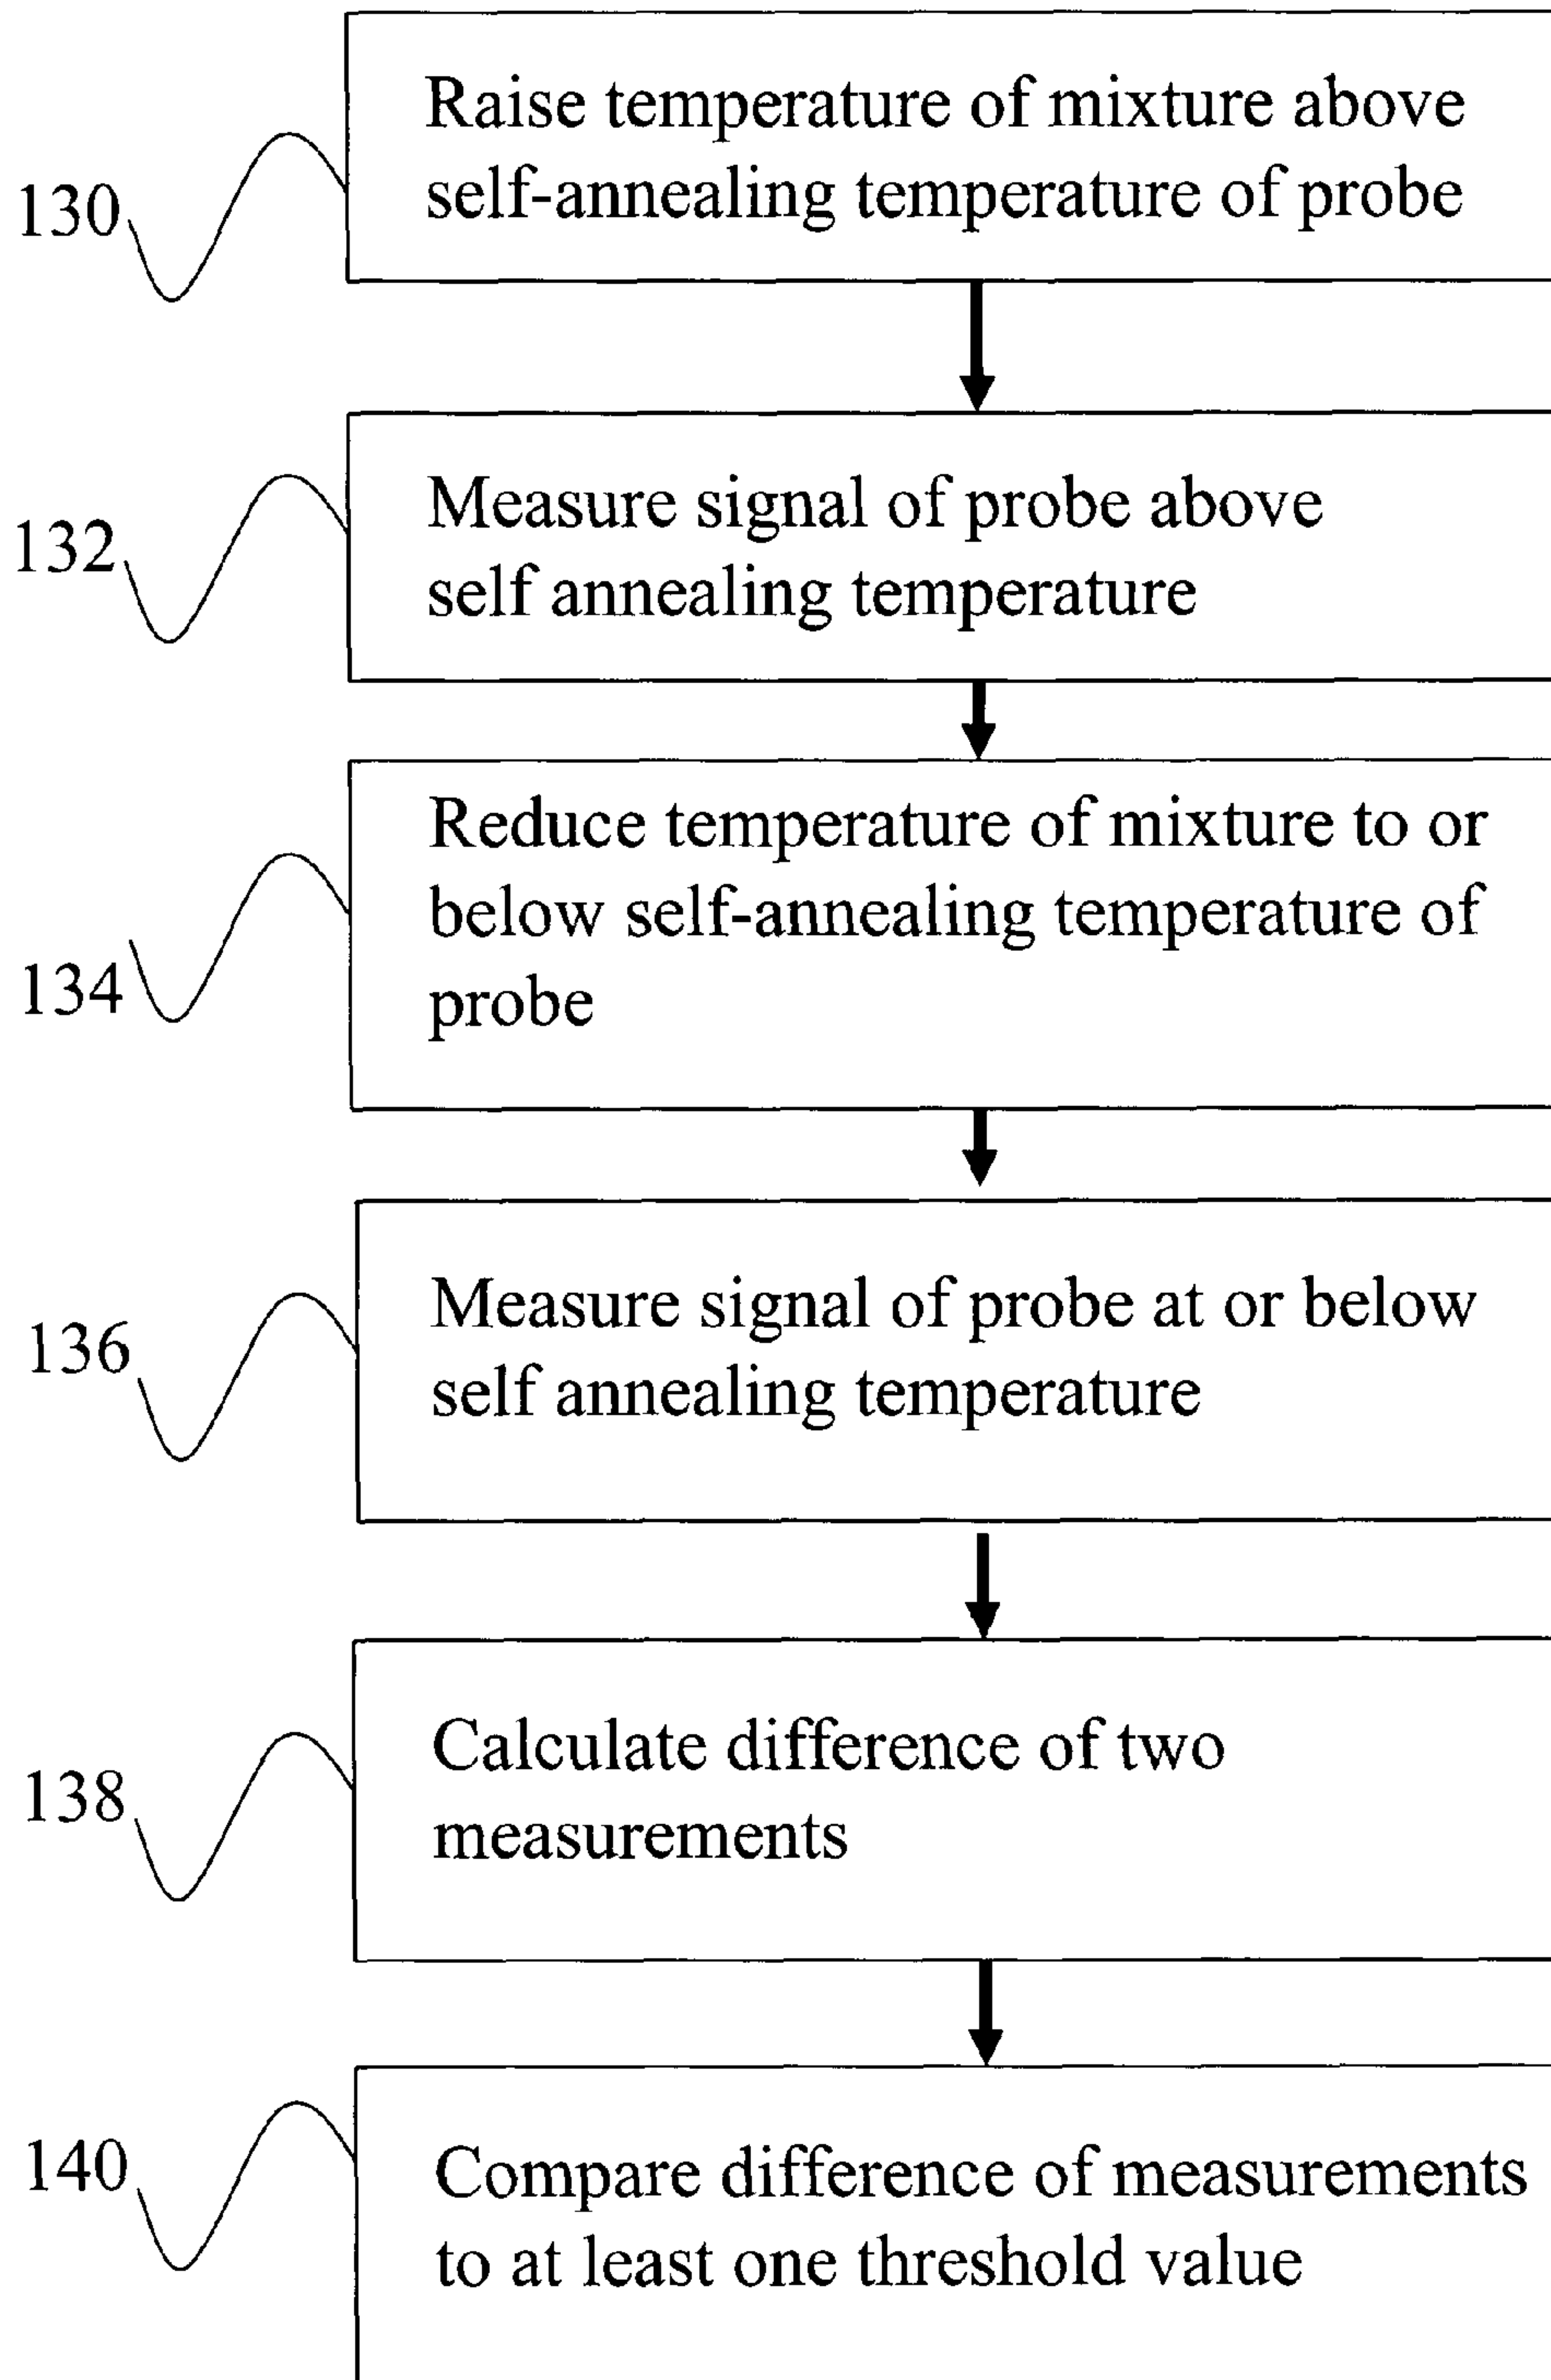 130
Raise temperature of mixture above
self-annealing temperature of probe
132
Measure signal of probe above
self annealing temperature
134
Reduce temperature of mixture to or
below self-annealing temperature of
probe
136
Measure signal of probe at or below
self annealing temperature
138
Calculate difference of two
measurements
140
Compare difference of measurements
to at least one threshold value